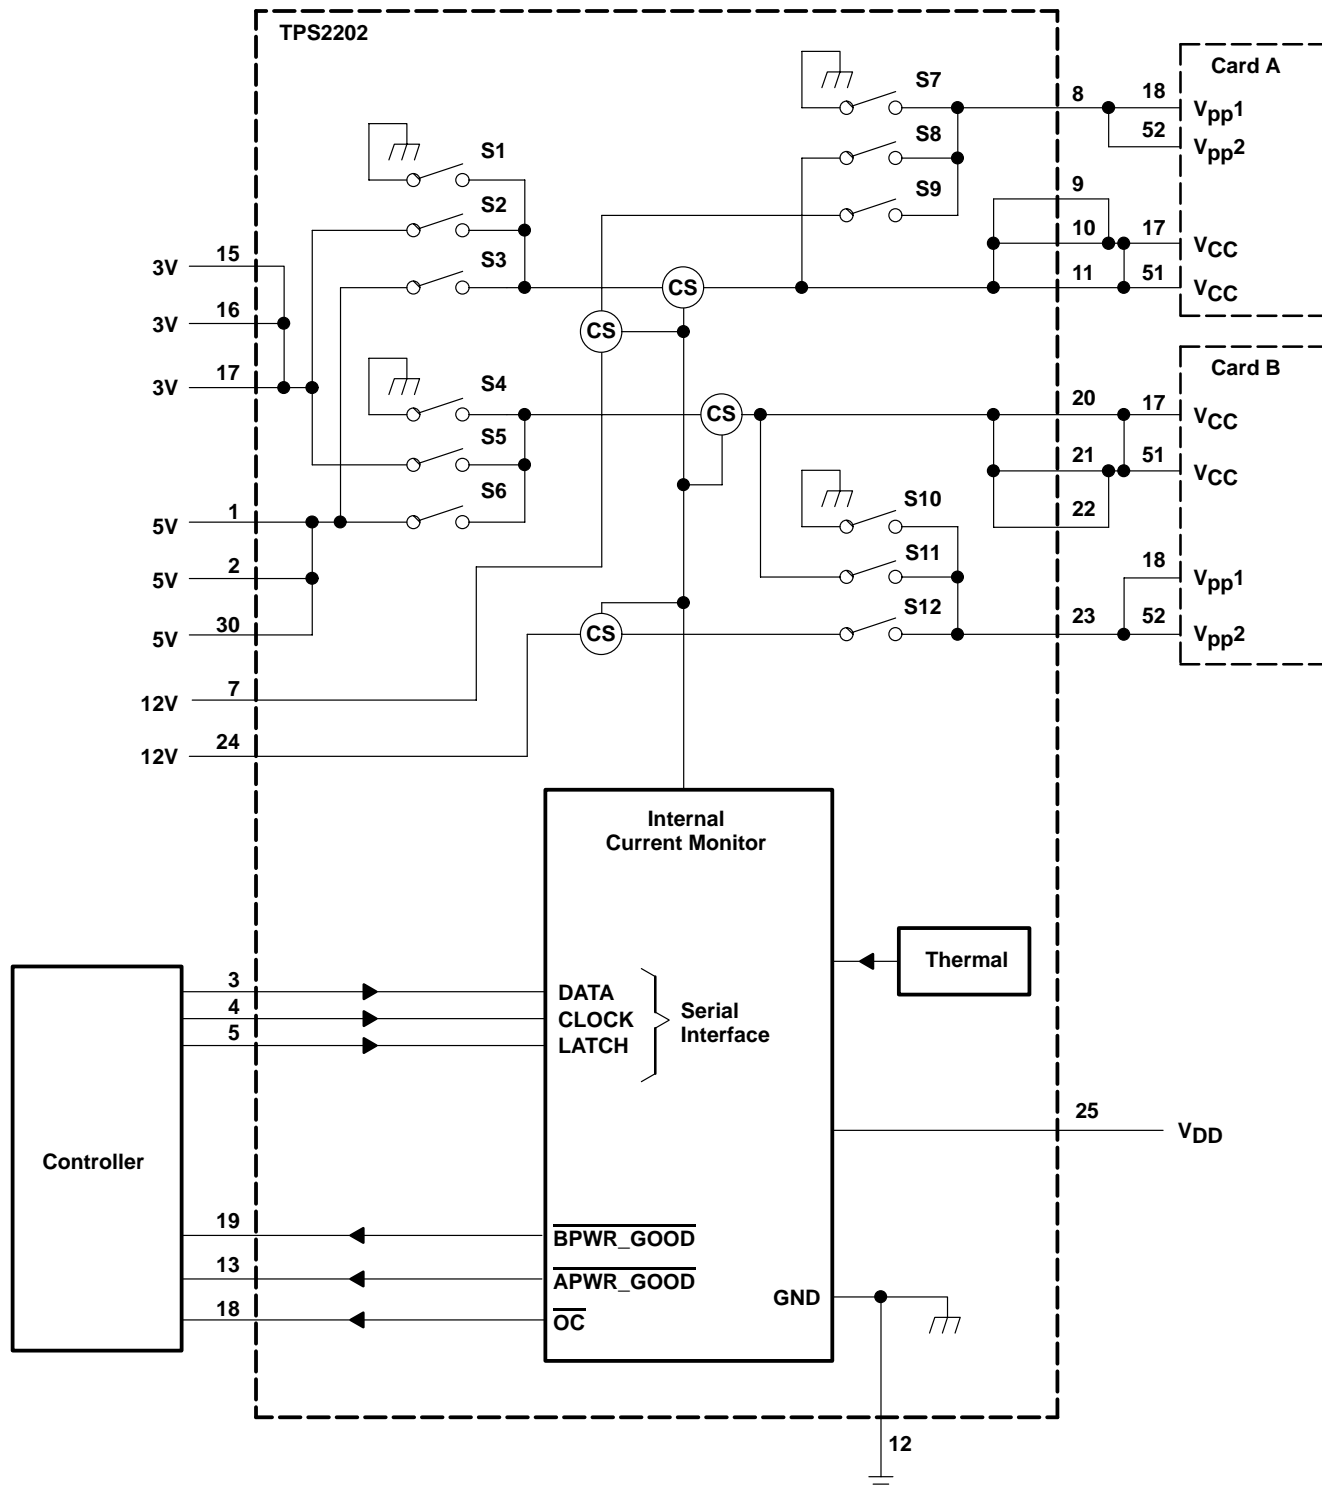 TPS2202
Card A
S7
8
18
Vpp1
S8
52
Vpp2
S1
S9
9
S2
10
17
VCC
S3
11
51
VCC
CS
CS
3V
15
3V
16
3V
17
Card B
S4
CS
20
17
VCC
S5
21
51
VCC
S6
22
S10
5V
1
5V
2
S11
18
Vpp1
5V
30
CS
S12
23
52
Vpp2
12V
7
12V
24
Internal
Current Monitor
Thermal
3
DATA
4
CLOCK
5
LATCH
Serial
Interface
25
VDD
Controller
19
BPWR_GOOD
13
APWR_GOOD
18
OC
GND
12